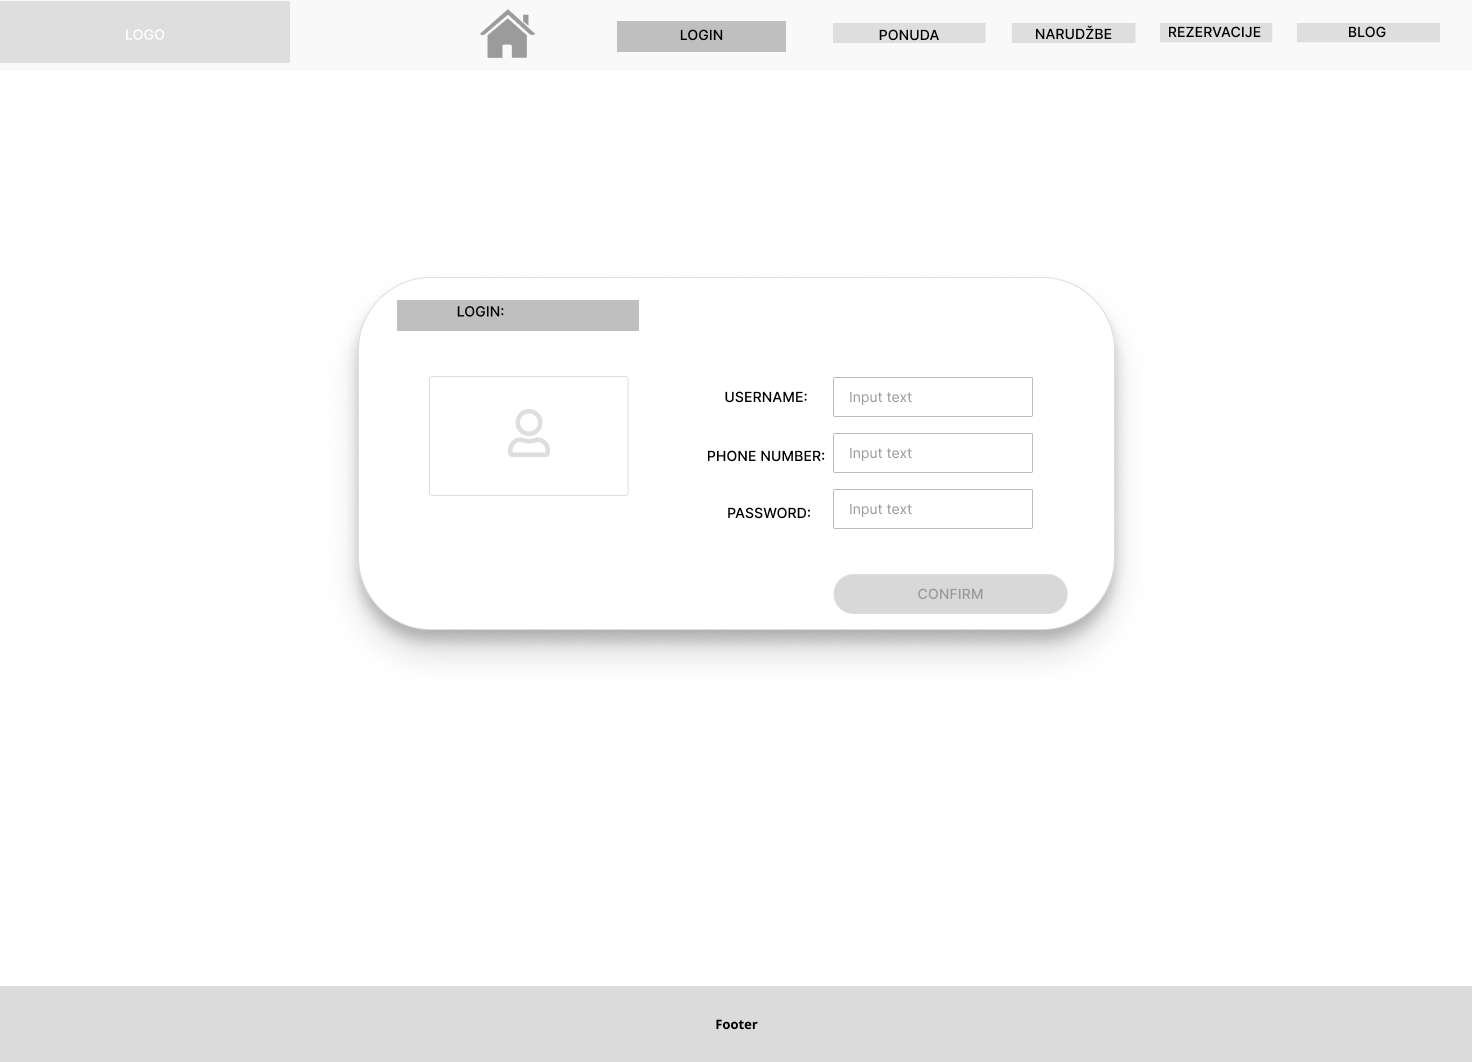 LOGO
LOGIN
PONUDA
NARUDŽBE
REZERVACIJE
BLOG
LOGIN:
USERNAME:
Input text
PHONE NUMBER:
Input text
PASSWORD:
Input text
CONFIRM
Footer